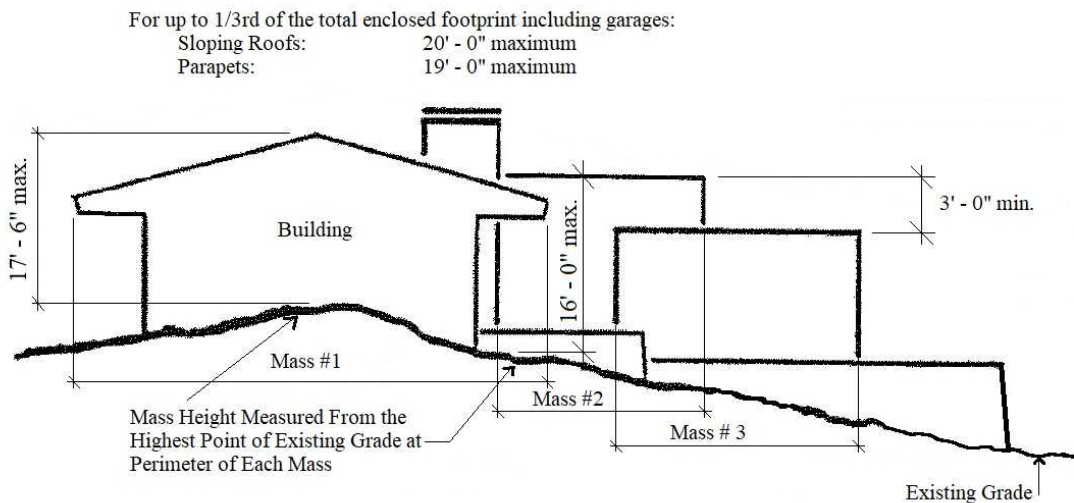 For up to 1/3rd of the total enclosed footprint including garages:
Sloping Roofs: 20' - 0" maximum
Parapets: 19' - 0" maximum
17' - 6" max.
Building
16' - 0" max.
3' - 0" min.
Mass #1
Mass #2
Mass # 3
Mass Height Measured From the
Highest Point of Existing Grade at
Perimeter of Each Mass
Existing Grade